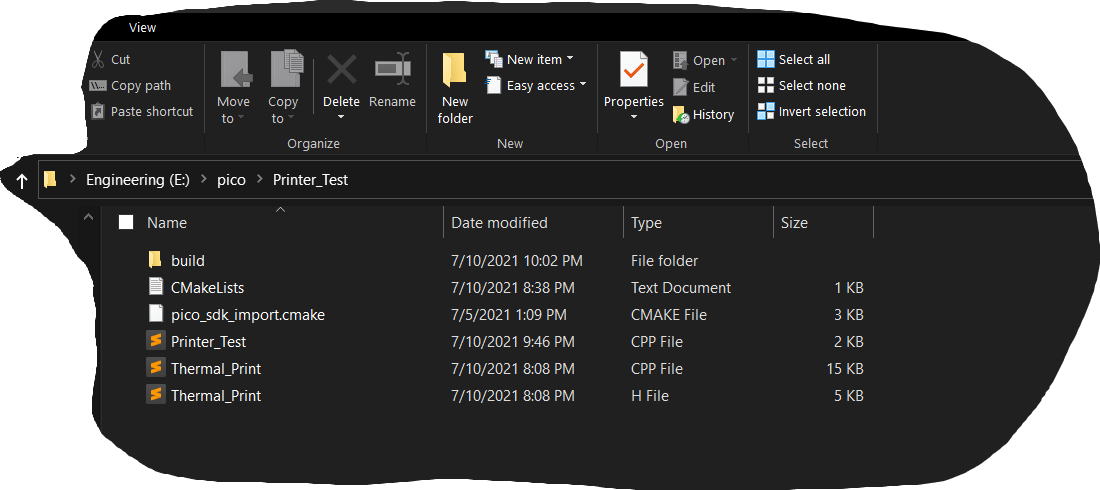 View
Cut
Copy path
Paste shortcut
Move to
Copy to
Delete
Rename
Organize
New folder
New item
Easy access
New
Properties
Open
Edit
History
Open
Select all
Select none
Invert selection
Select
Engineering (E:) > pico > Printer_Test
Name Date modified Type Size
build 7/10/2021 10:02 PM File folder
CMakeLists 7/10/2021 8:38 PM Text Document 1 KB
pico_sdk_import.cmake 7/5/2021 1:09 PM CMAKE File 3 KB
Printer_Test 7/10/2021 9:46 PM CPP File 2 KB
Thermal_Print 7/10/2021 8:08 PM CPP File 15 KB
Thermal_Print 7/10/2021 8:08 PM H File 5 KB